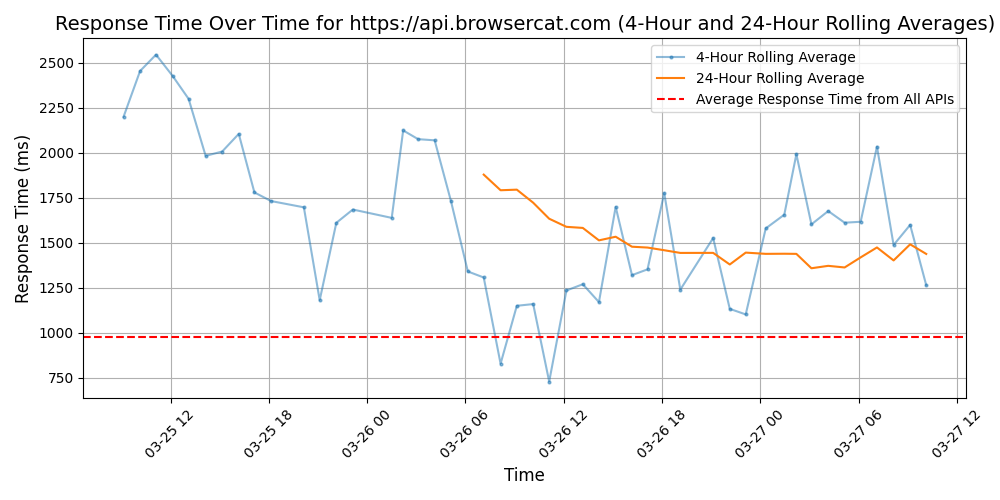 Response Time Over Time for https://api.browsercat.com (4-Hour and 24-Hour Rolling Averages)
4-Hour Rolling Average
24-Hour Rolling Average
Average Response Time from All APIs
Response Time (ms)
2500
2250
2000
1750
1500
1250
1000
750
03-25 12
03-25 18
03-26 00
03-26 06
03-26 12
03-26 18
03-27 00
03-27 06
03-27 12
Time